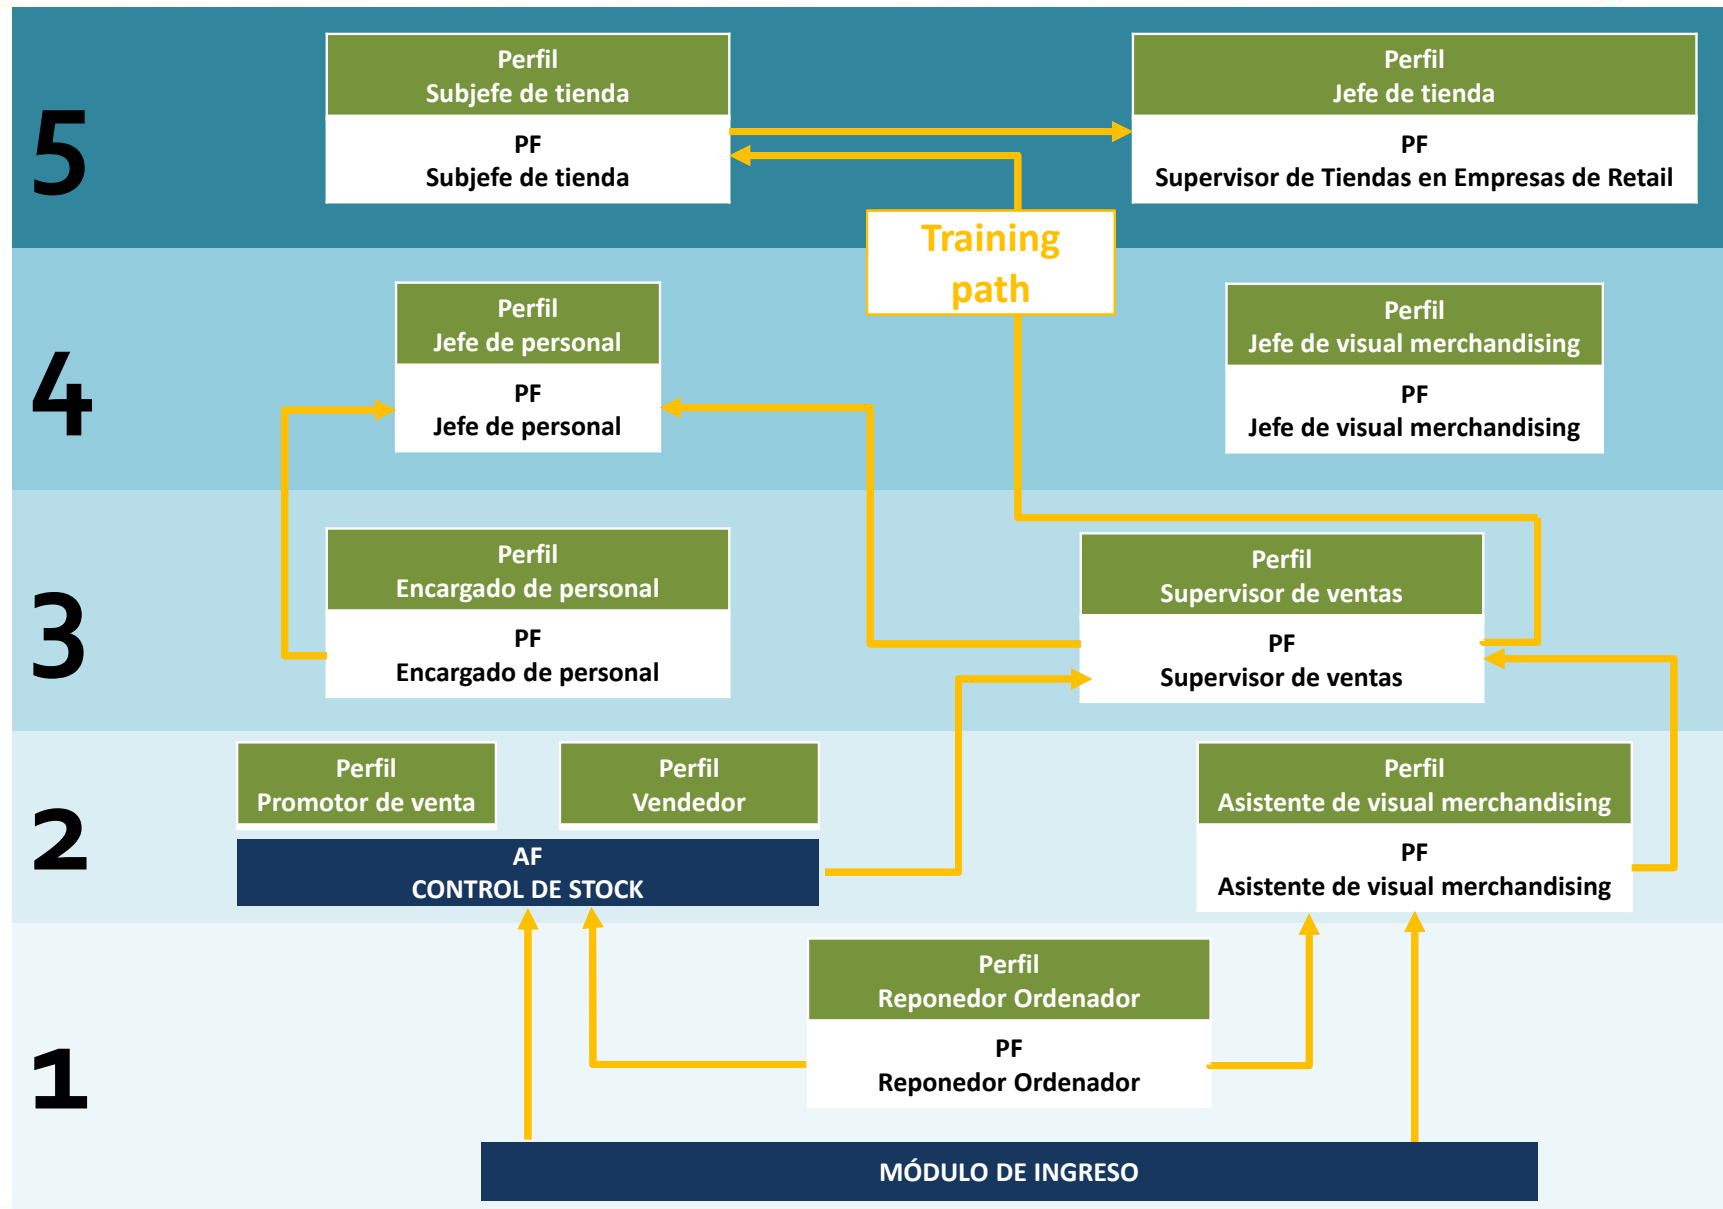 5
Perfil
Subjefe de tienda
PF
Subjefe de tienda
Perfil
Jefe de tienda
PF
Supervisor de Tiendas en Empresas de Retail
Training
path
4
Perfil
Jefe de personal
PF
Jefe de personal
Perfil
Jefe de visual merchandising
PF
Jefe de visual merchandising
3
Perfil
Encargado de personal
PF
Encargado de personal
Perfil
Supervisor de ventas
PF
Supervisor de ventas
2
Perfil
Promotor de venta
Perfil
Vendedor
AF
CONTROL DE STOCK
Perfil
Asistente de visual merchandising
PF
Asistente de visual merchandising
1
Perfil
Reponedor Ordenador
PF
Reponedor Ordenador
MÓDULO DE INGRESO